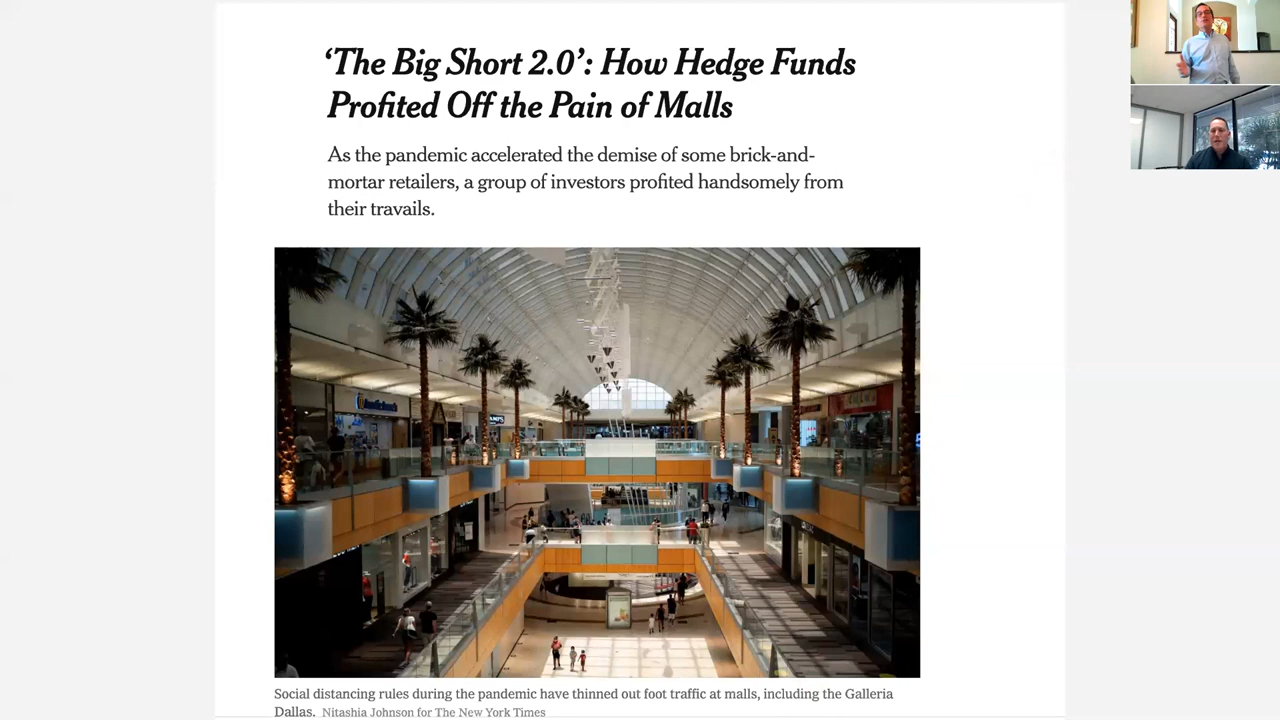 ‘The Big Short 2.0’: How Hedge Funds
Profited Off the Pain of Malls
As the pandemic accelerated the demise of some brick-and-
mortar retailers, a group of investors profited handsomely from
their travails.
Social distancing rules during the pandemic have thinned out foot traffic at malls, including the Galleria
Dallas. Nitashia Johnson for The New York Times